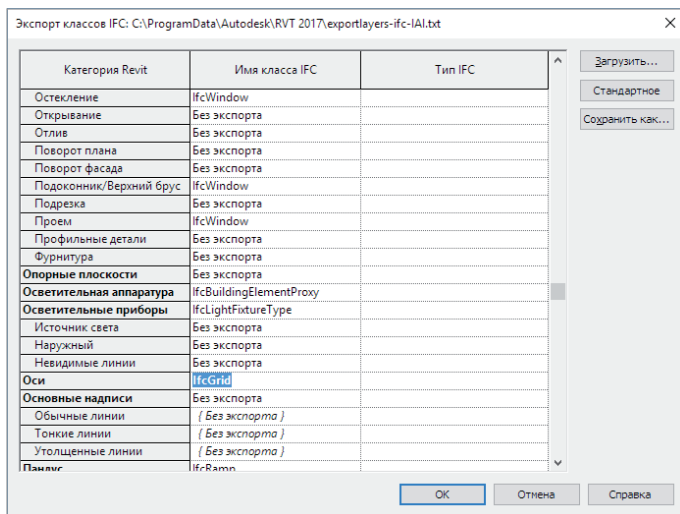 Экспорт классов IFC: C:\ProgramData\Autodesk\RVT 2017\exportlayers-ifc-IAI.txt
Категория Revit Имя класса IFC Тип IFC
Загрузить...
Стандартное
Сохранить как...
Остекление IfcWindow
Открывание Без экспорта
Отлив Без экспорта
Поворот плана Без экспорта
Поворот фасада Без экспорта
Подоконник/Верхний брус IfcWindow
Подрезка Без экспорта
Проем IfcWindow
Профильные детали Без экспорта
Фурнитура Без экспорта
Опорные плоскости Без экспорта
Осветительная аппаратура IfcBuildingElementProxy
Осветительные приборы IfcLightFixtureType
Источник света Без экспорта
Наружный Без экспорта
Невидимые линии Без экспорта
Оси IfcGrid
Основные надписи Без экспорта
Обычные линии { Без экспорта }
Тонкие линии { Без экспорта }
Утолщенные линии { Без экспорта }
Пандус IfcRamp
OK Отмена Справка